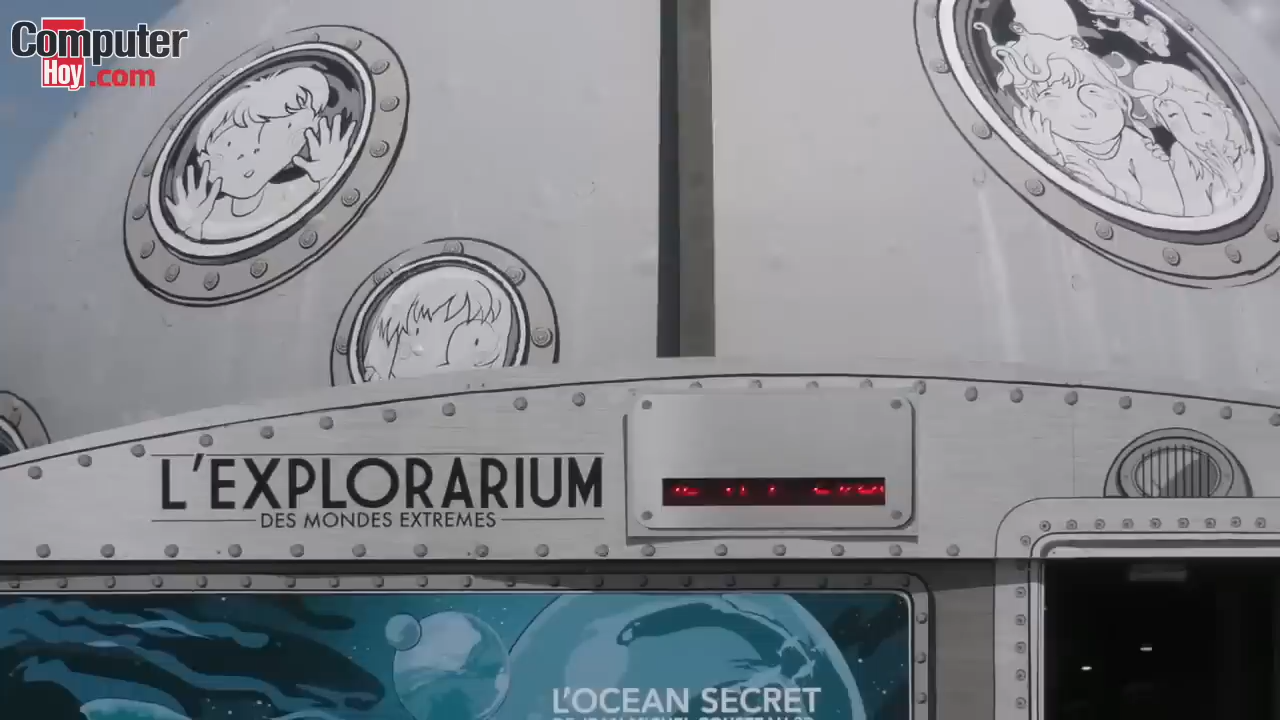 Computer
Hoy.com
L'EXPLORARIUM
DES MONDES EXTREMES
L'OCEAN SECRET